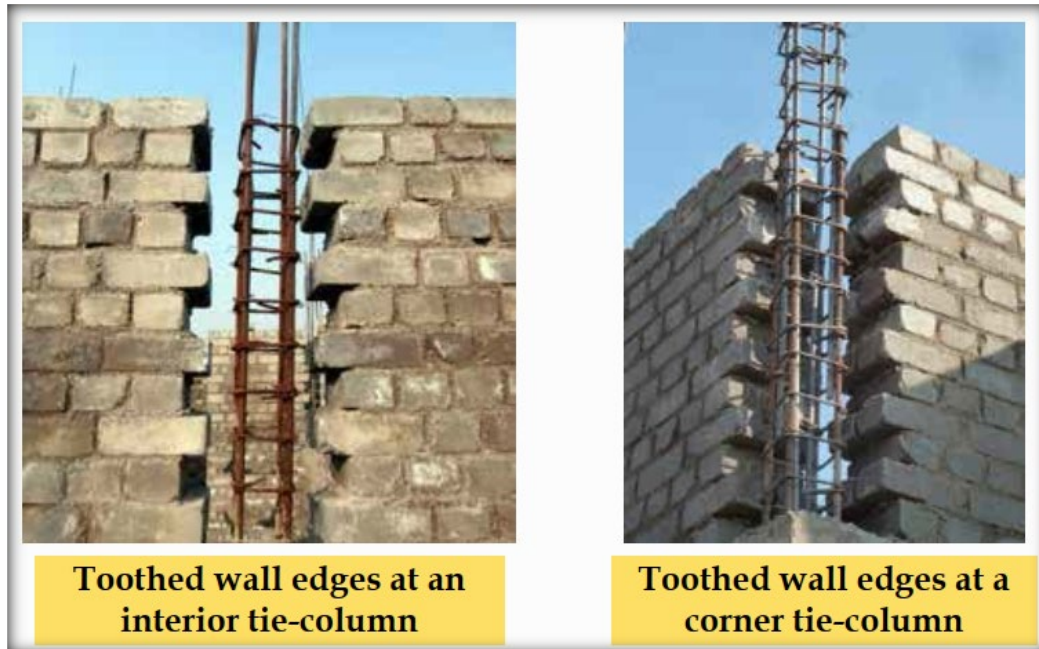 Toothed wall edges at an
interior tie-column
Toothed wall edges at a
corner tie-column